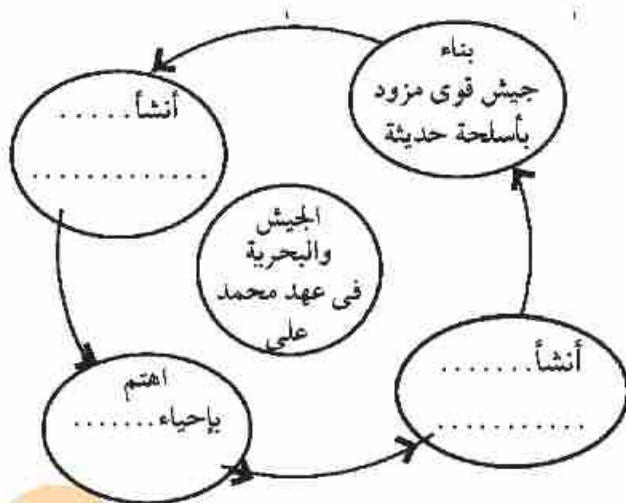 بناء
جيش قوى مزود
بأسلحة حديثة
أنشأ.....
.............
الجيش
والبحرية
فى عهد محمد
على
اهتم
بإحياء.......
أنشأ.......
...........